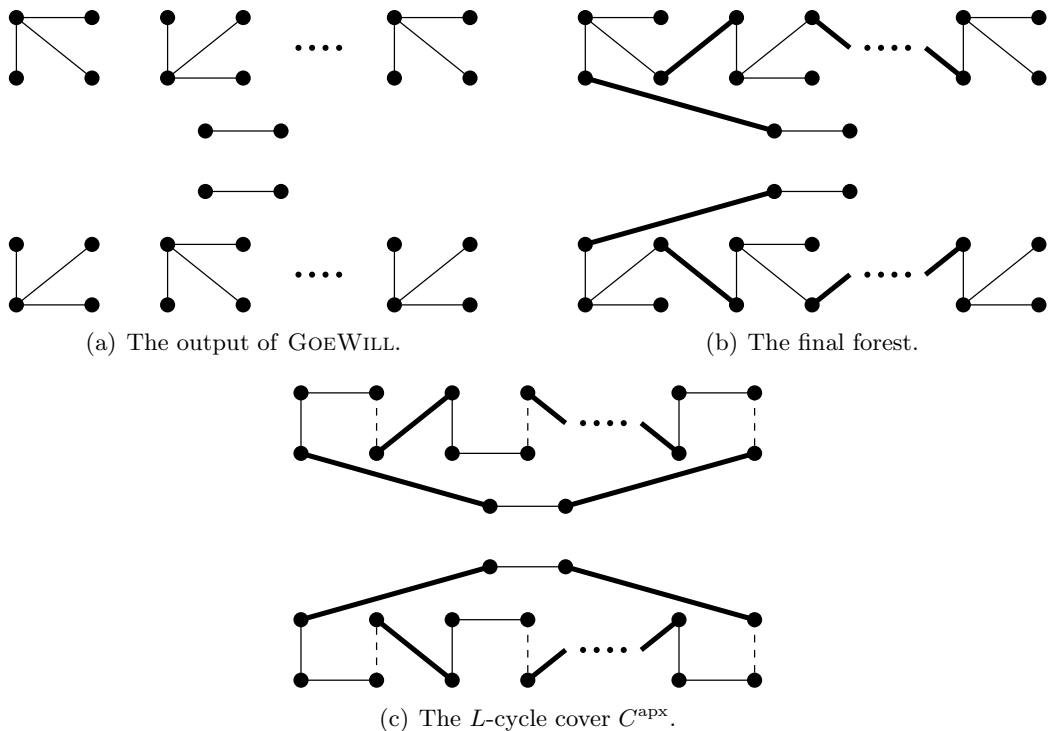 (a) The output of GOEWILL.
(b) The final forest.
(c) The L-cycle cover C^apx.